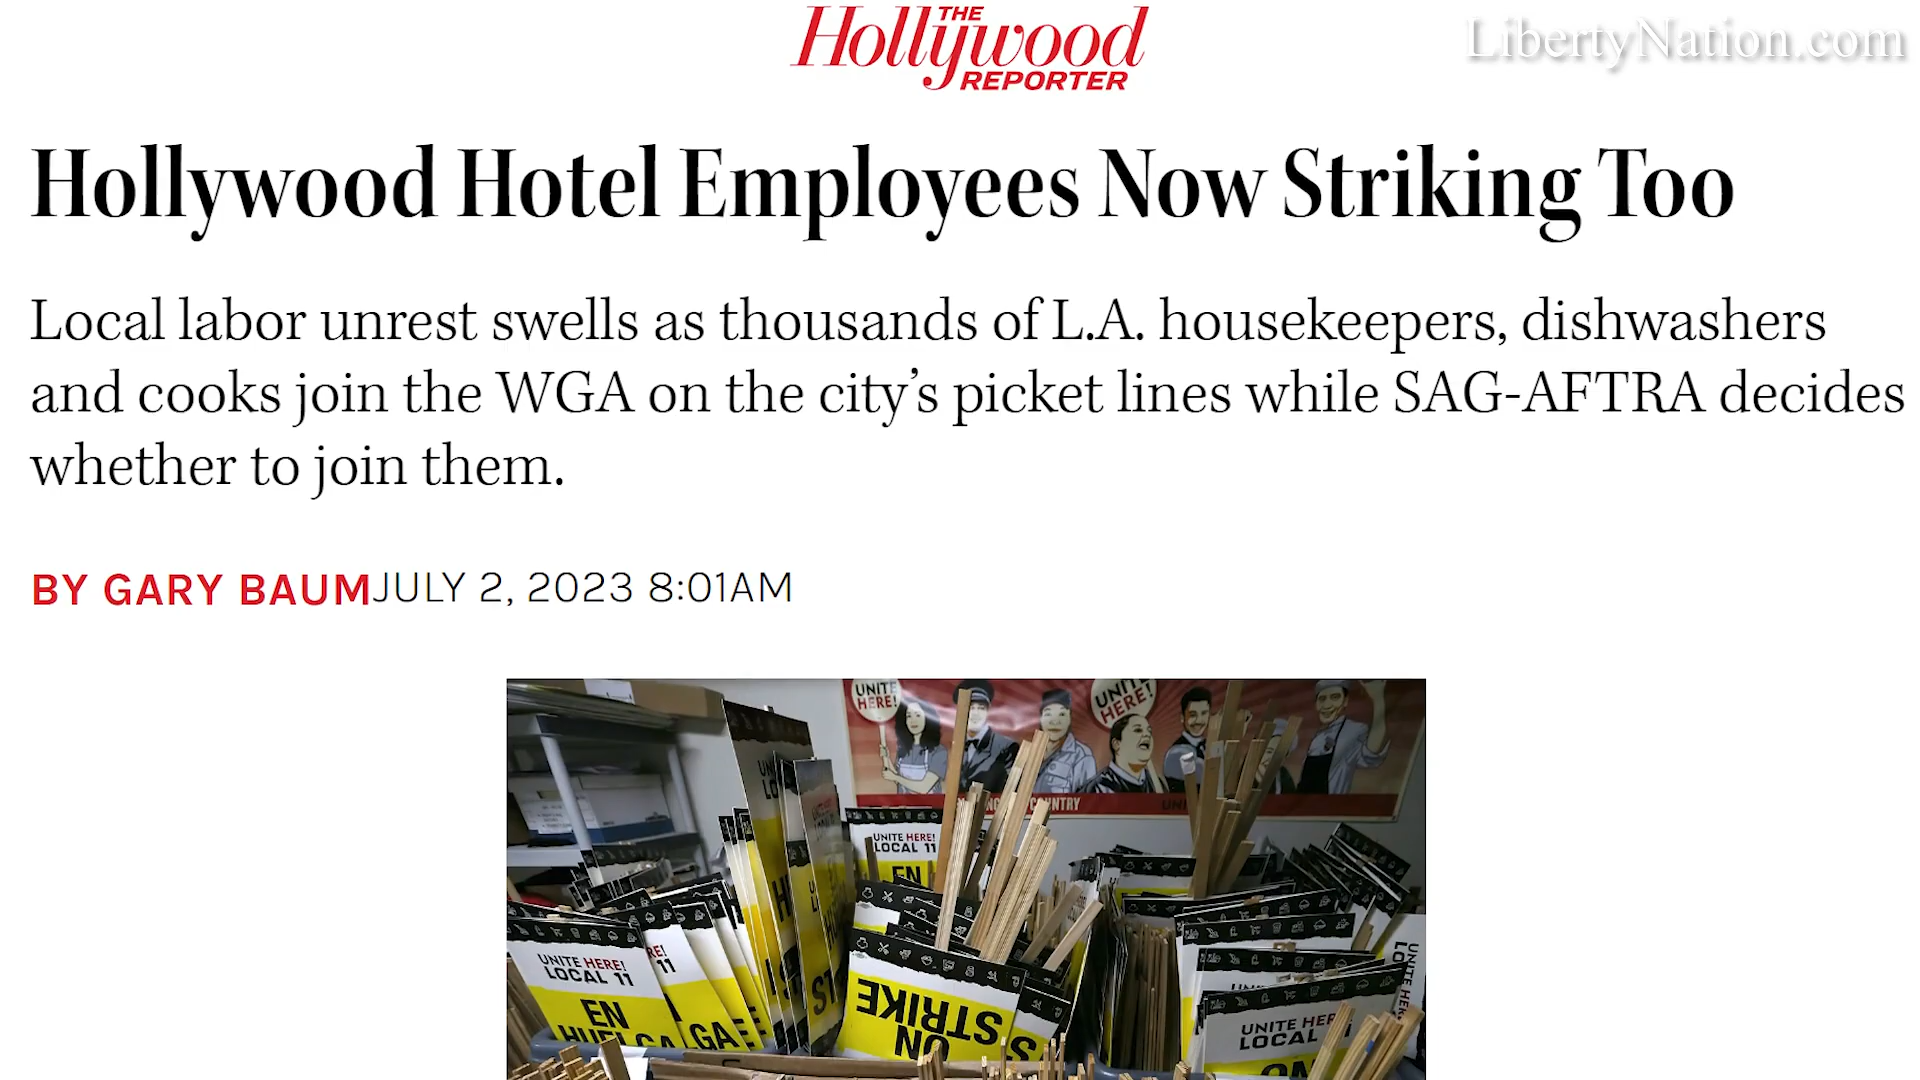 THE
Hollywood
REPORTER
LibertyNation.com
Hollywood Hotel Employees Now Striking Too
Local labor unrest swells as thousands of L.A. housekeepers, dishwashers
and cooks join the WGA on the city's picket lines while SAG-AFTRA decides
whether to join them.
BY GARY BAUMJULY 2, 2023 8:01AM
UNITE
HERE!
UNITE
HERE!
UNITE HERE!
LOCAL 11
EN
UNITE HERE!
LOCAL 11
EN
HUELGA
ON
STRIKE
UNITE HERE!
LOCAL